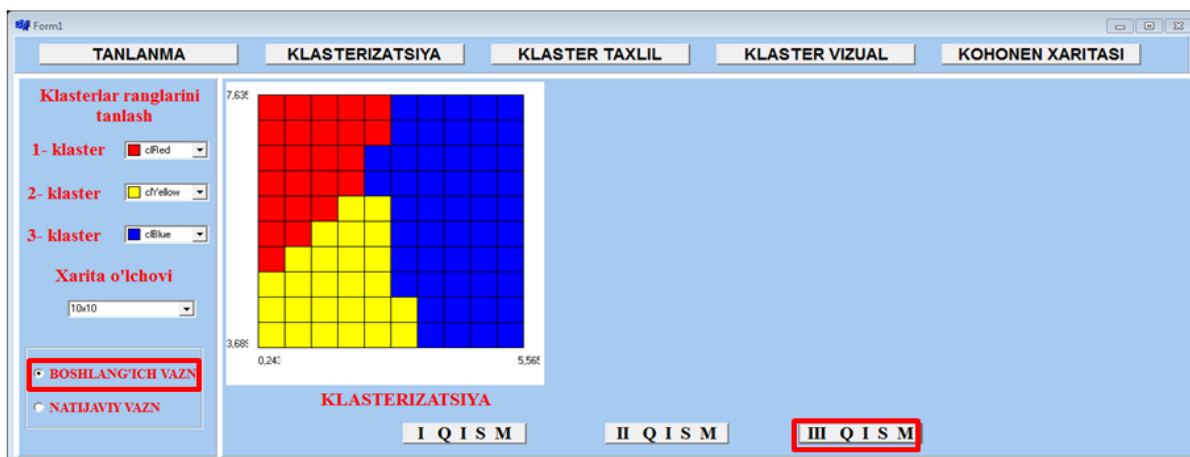 Form1
TANLANMA KLASTERIZATSIYA KLASTER TAXLIL KLASTER VIZUAL KOHONEN XARITASI
Klasterlar ranglarini
tanlash
1- klaster clRed
2- klaster clYellow
3- klaster clBlue
Xarita o'lchovi
10x10
BOSHLANG'ICH VAZN
NATIJAVIY VAZN
7,635
3,685
0,243
5,565
KLASTERIZATSIYA
I Q I S M II Q I S M III Q I S M